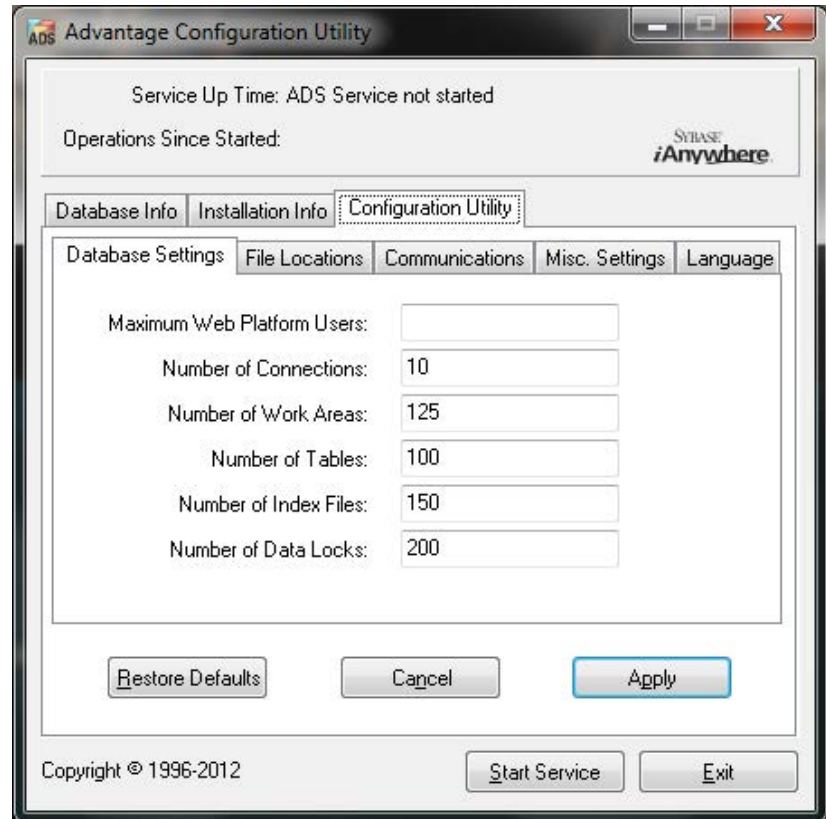 ADS Advantage Configuration Utility
Service Up Time: ADS Service not started
Operations Since Started:
SYBASE
iAnywhere.
Database Info Installation Info Configuration Utility
Database Settings File Locations Communications Misc. Settings Language
Maximum Web Platform Users:
Number of Connections: 10
Number of Work Areas: 125
Number of Tables: 100
Number of Index Files: 150
Number of Data Locks: 200
Restore Defaults Cancel Apply
Copyright © 1996-2012 Start Service Exit